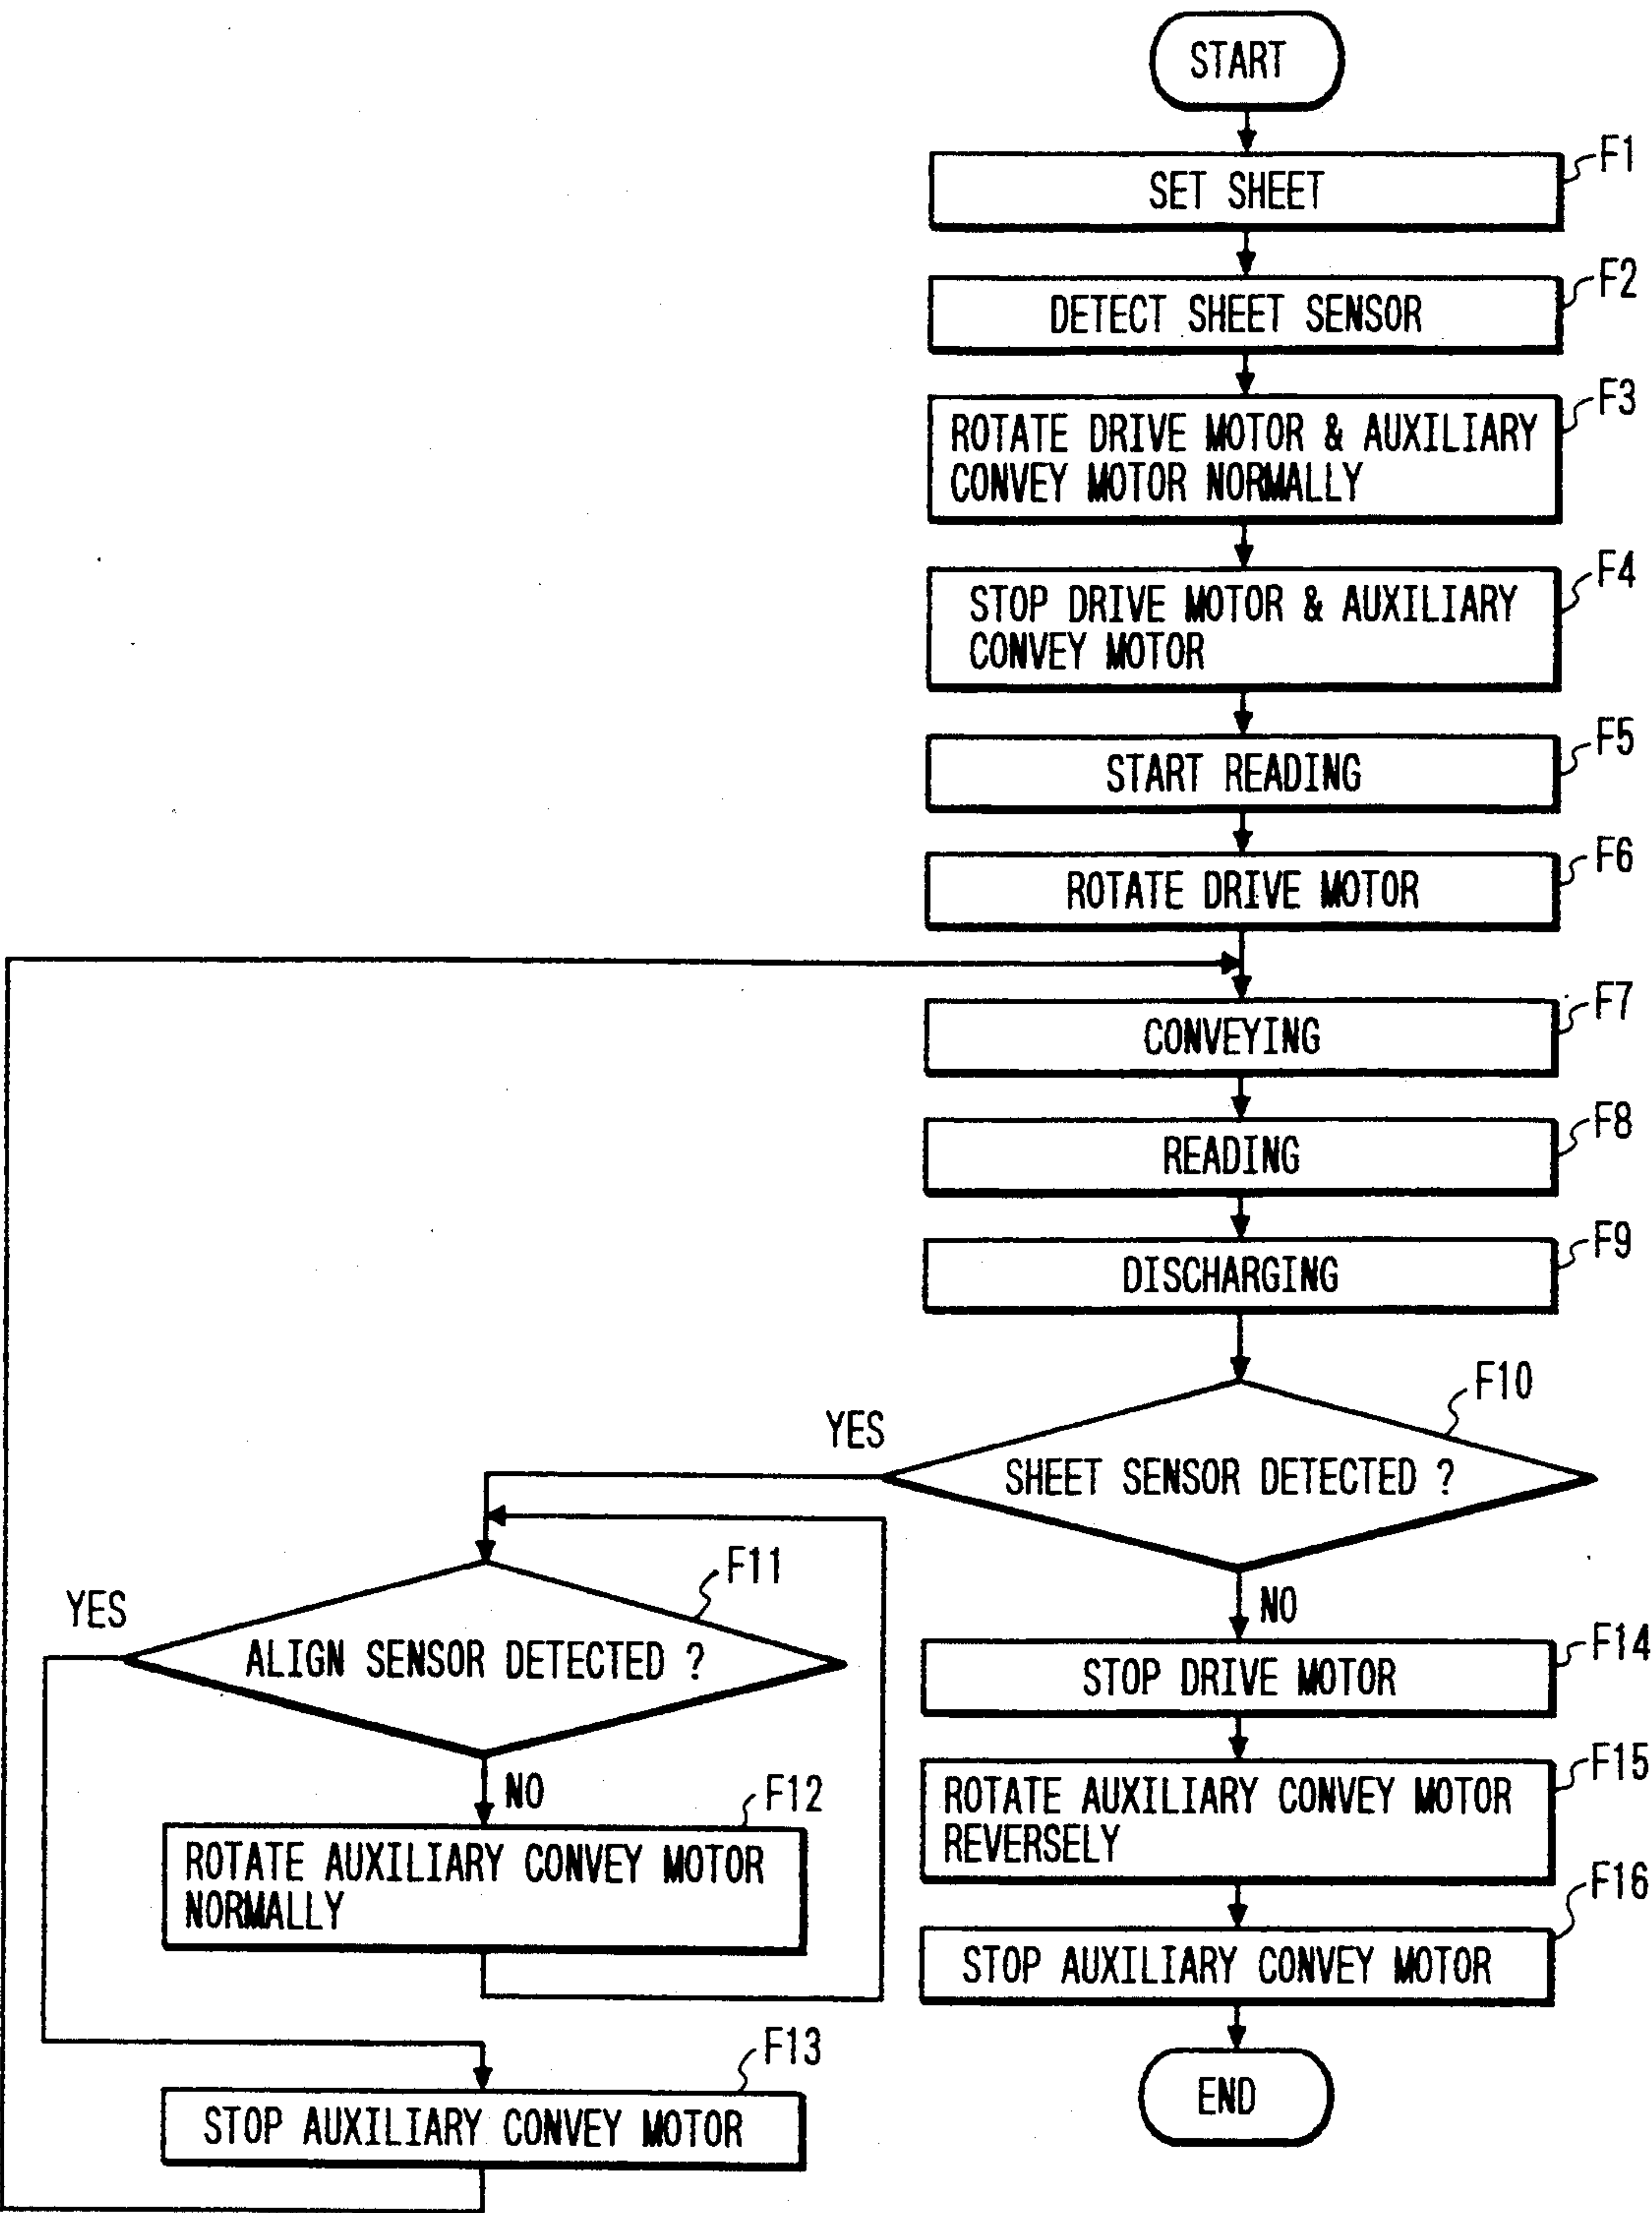 START
F1
SET SHEET
F2
DETECT SHEET SENSOR
F3
ROTATE DRIVE MOTOR & AUXILIARY
CONVEY MOTOR NORMALLY
F4
STOP DRIVE MOTOR & AUXILIARY
CONVEY MOTOR
F5
START READING
F6
ROTATE DRIVE MOTOR
F7
CONVEYING
F8
READING
F9
DISCHARGING
F10
YES
SHEET SENSOR DETECTED ?
NO
F11
YES
ALIGN SENSOR DETECTED ?
NO
F12
ROTATE AUXILIARY CONVEY MOTOR
NORMALLY
F13
STOP AUXILIARY CONVEY MOTOR
F14
STOP DRIVE MOTOR
F15
ROTATE AUXILIARY CONVEY MOTOR
REVERSELY
F16
STOP AUXILIARY CONVEY MOTOR
END